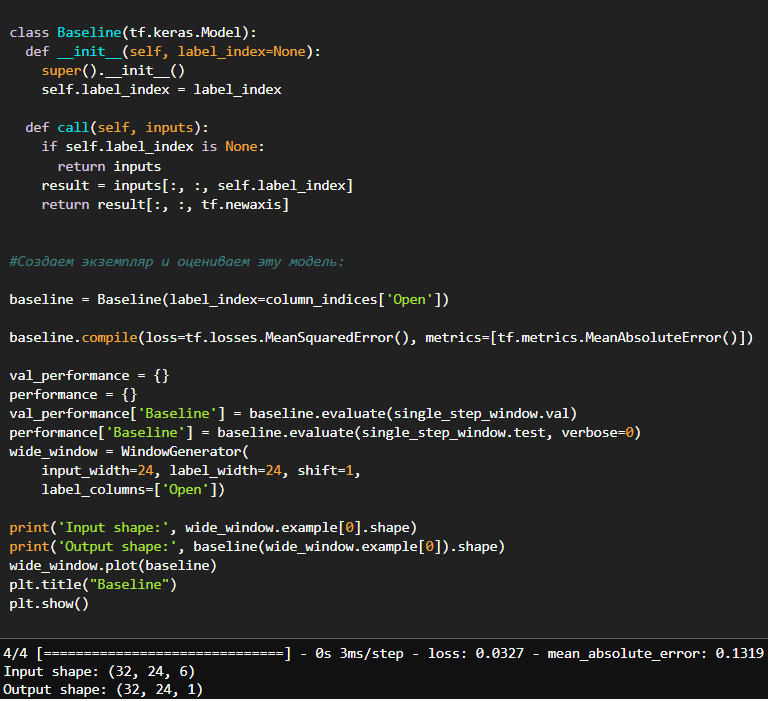 class Baseline(tf.keras.Model):
  def __init__(self, label_index=None):
    super().__init__()
    self.label_index = label_index

  def call(self, inputs):
    if self.label_index is None:
      return inputs
    result = inputs[:, :, self.label_index]
    return result[:, :, tf.newaxis]


#Создаем экземпляр и оцениваем эту модель:

baseline = Baseline(label_index=column_indices['Open'])

baseline.compile(loss=tf.losses.MeanSquaredError(), metrics=[tf.metrics.MeanAbsoluteError()])

val_performance = {}
performance = {}
val_performance['Baseline'] = baseline.evaluate(single_step_window.val)
performance['Baseline'] = baseline.evaluate(single_step_window.test, verbose=0)
wide_window = WindowGenerator(
    input_width=24, label_width=24, shift=1,
    label_columns=['Open'])

print('Input shape:', wide_window.example[0].shape)
print('Output shape:', baseline(wide_window.example[0]).shape)
wide_window.plot(baseline)
plt.title("Baseline")
plt.show()

4/4 [==============================] - 0s 3ms/step - loss: 0.0327 - mean_absolute_error: 0.1319
Input shape: (32, 24, 6)
Output shape: (32, 24, 1)